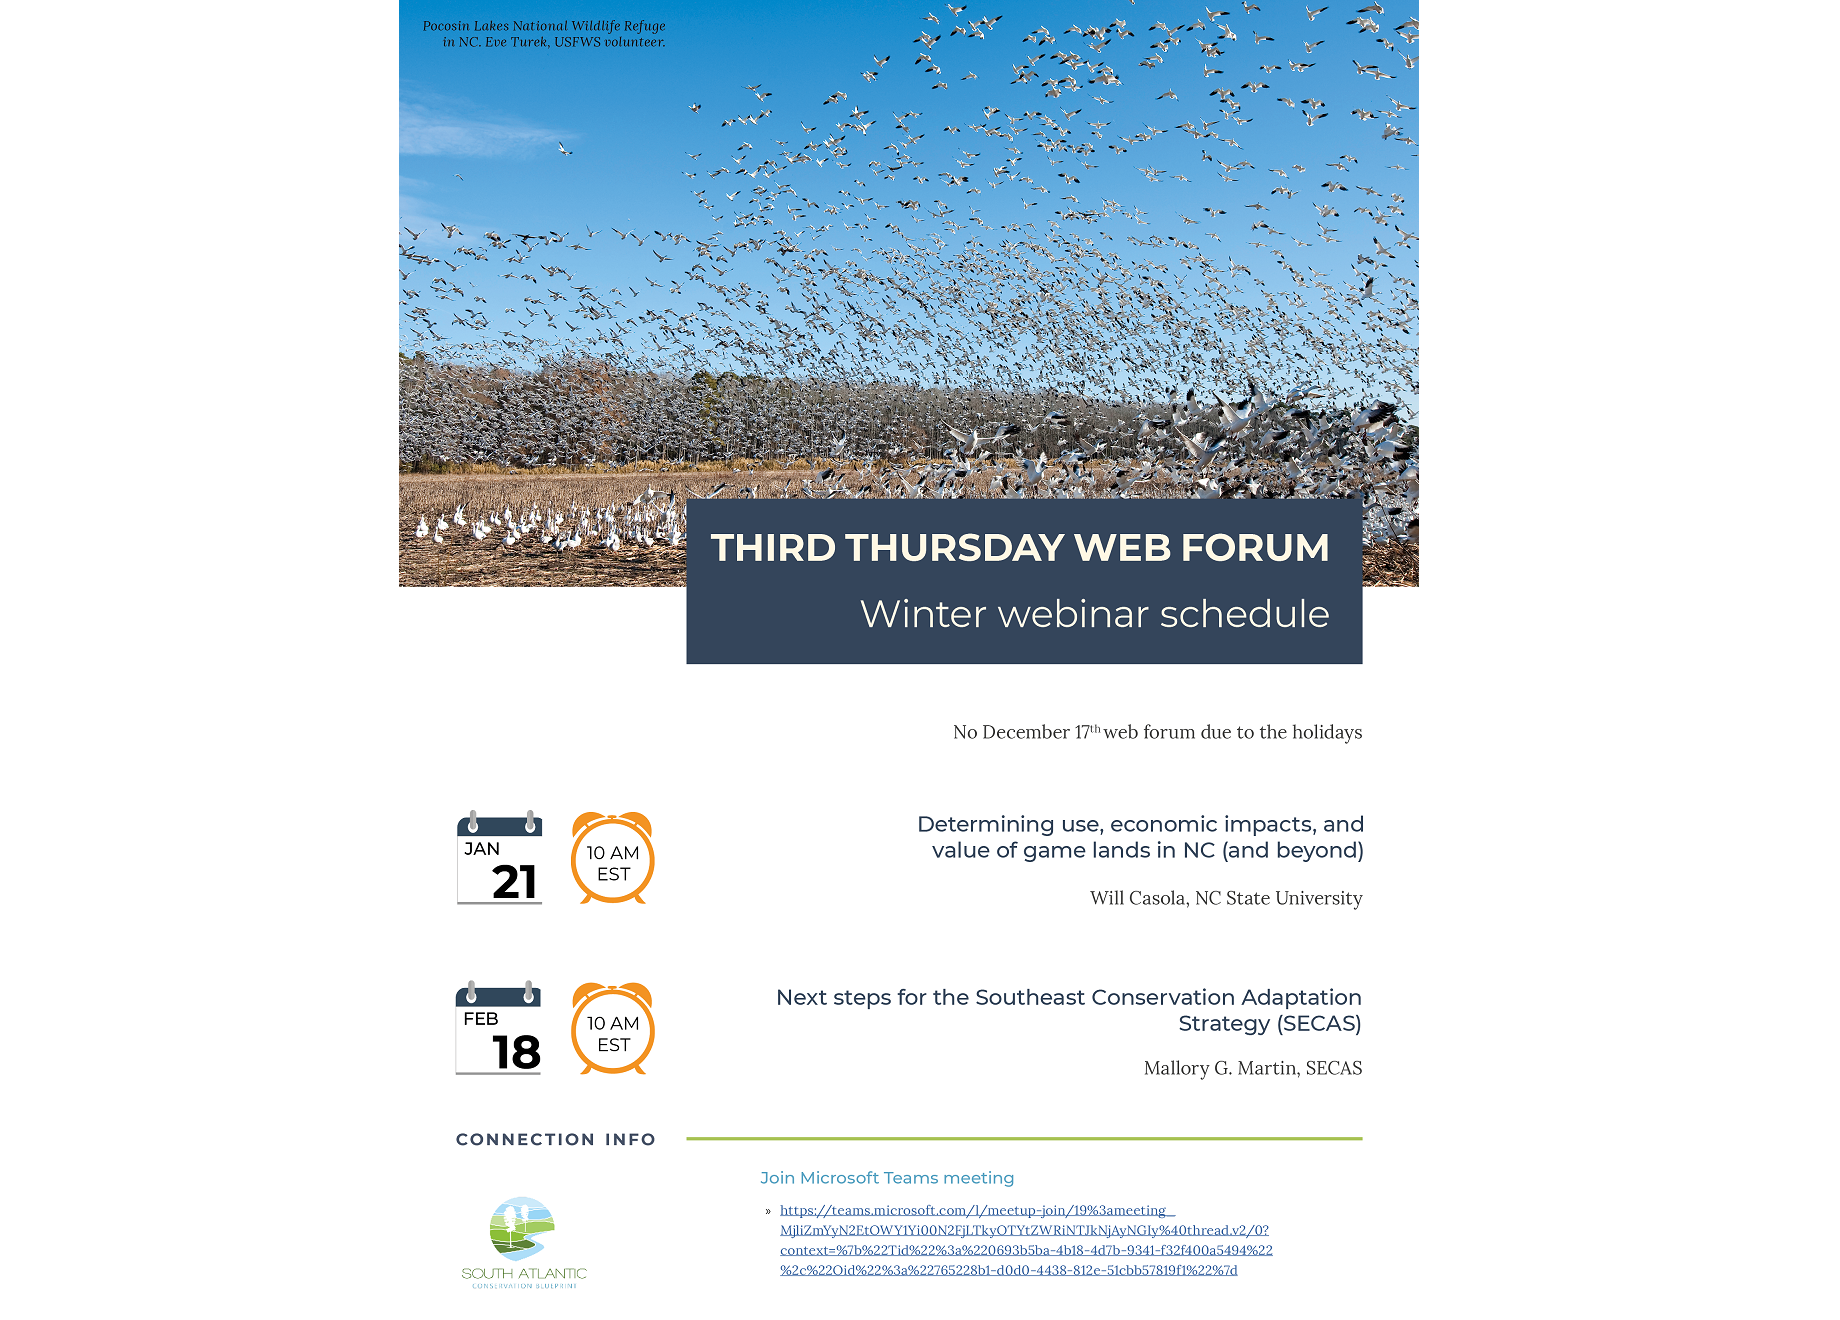 Pocosin Lakes National Wildlife Refuge
in NC. Eve Turek, USFWS volunteer.
THIRD THURSDAY WEB FORUM
Winter webinar schedule
No December 17th web forum due to the holidays
JAN
21
10 AM
EST
Determining use, economic impacts, and
value of game lands in NC (and beyond)
Will Casola, NC State University
FEB
18
10 AM
EST
Next steps for the Southeast Conservation Adaptation
Strategy (SECAS)
Mallory G. Martin, SECAS
CONNECTION INFO
Join Microsoft Teams meeting
» https://teams.microsoft.com/l/meetup-join/19%3ameeting_
MjliZmYyN2EtOWY1Yi00N2FjLTkyOTYtZWRiNTJkNjAyNGIy%40thread.v2/0?
context=%7b%22Tid%22%3a%220693b5ba-4b18-4d7b-9341-f32f400a5494%22
%2c%22Oid%22%3a%22765228b1-d0d0-4438-812e-51cbb57819f1%22%7d
SOUTH ATLANTIC
CONSERVATION BLUEPRINT